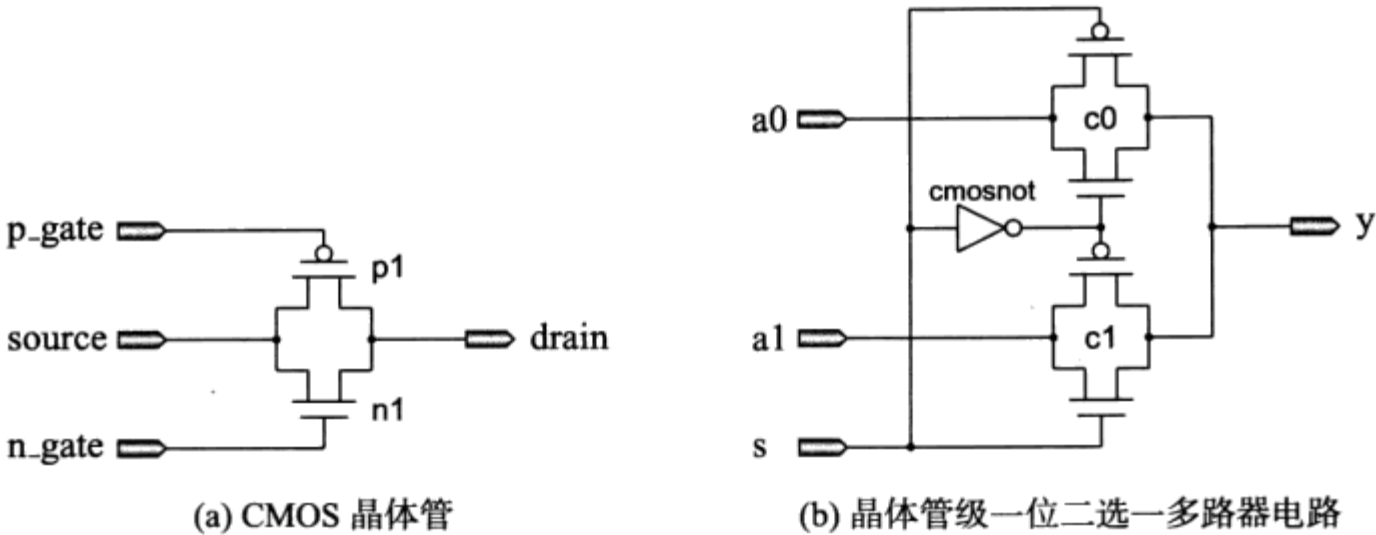 p_gate
p1
source
drain
n1
n_gate
(a) CMOS 晶体管
a0
c0
cmosnot
y
a1
c1
s
(b) 晶体管级一位二选一多路器电路